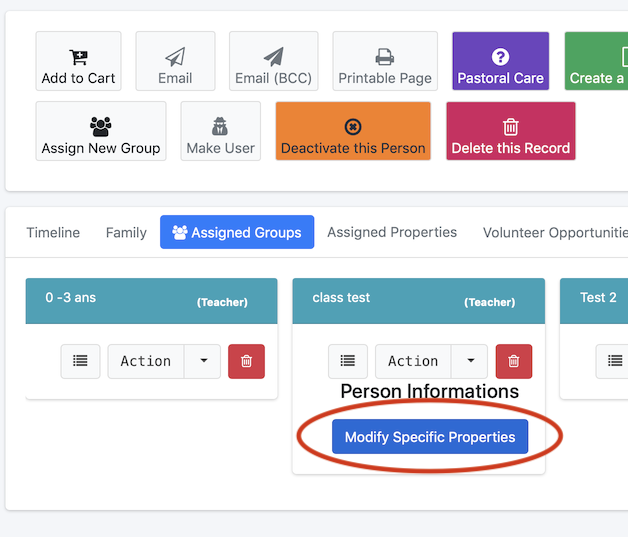 Add to Cart
Email
Email (BCC)
Printable Page
Pastoral Care
Create a
Assign New Group
Make User
Deactivate this Person
Delete this Record
Timeline
Family
Assigned Groups
Assigned Properties
Volunteer Opportunitie
0 -3 ans
(Teacher)
class test
(Teacher)
Test 2
Action
Action
Person Informations
Modify Specific Properties